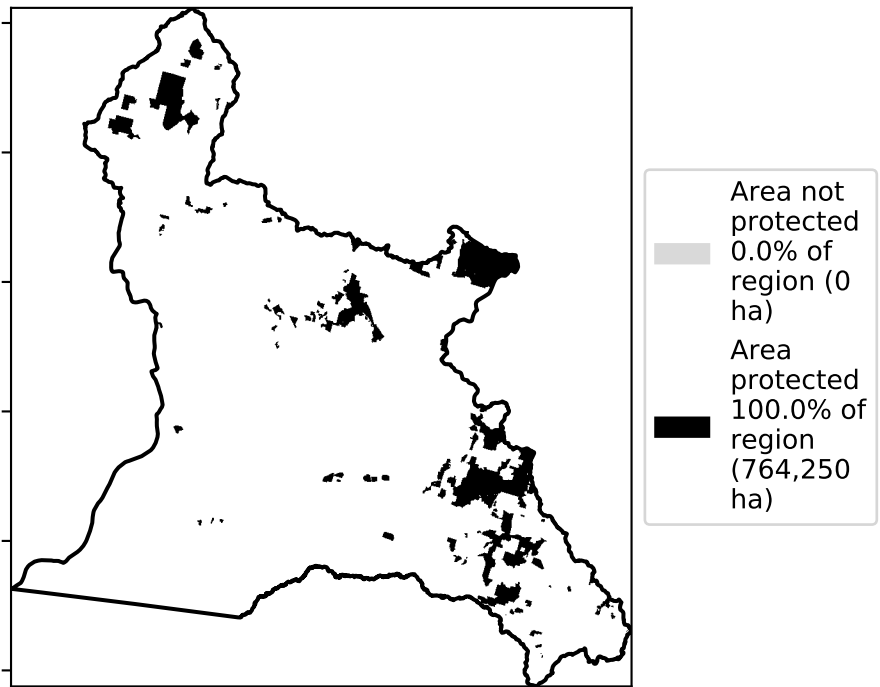 Area not
protected
0.0% of
region (0
ha)
Area
protected
100.0% of
region
(764,250
ha)